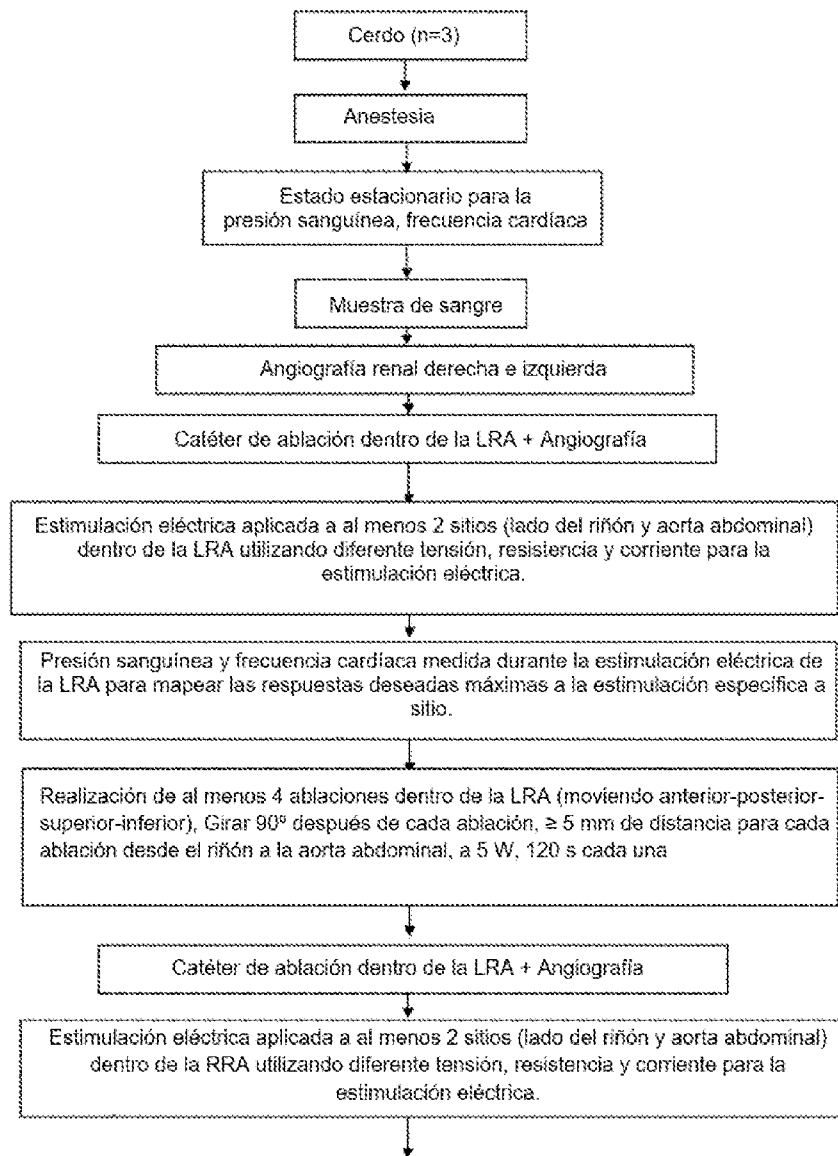 Cerdo (n=3)
Anestesia
Estado estacionario para la
presión sanguínea, frecuencia cardíaca
Muestra de sangre
Angiografía renal derecha e izquierda
Catéter de ablación dentro de la LRA + Angiografía
Estimulación eléctrica aplicada a al menos 2 sitios (lado del riñón y aorta abdominal)
dentro de la LRA utilizando diferente tensión, resistencia y corriente para la
estimulación eléctrica.
Presión sanguínea y frecuencia cardíaca medida durante la estimulación eléctrica de
la LRA para mapear las respuestas deseadas máximas a la estimulación específica a
sitio.
Realización de al menos 4 ablaciones dentro de la LRA (moviendo anterior-posterior-
superior-inferior), Girar 90º después de cada ablación, ≥ 5 mm de distancia para cada
ablación desde el riñón a la aorta abdominal, a 5 W, 120 s cada una
Catéter de ablación dentro de la LRA + Angiografía
Estimulación eléctrica aplicada a al menos 2 sitios (lado del riñón y aorta abdominal)
dentro de la RRA utilizando diferente tensión, resistencia y corriente para la
estimulación eléctrica.